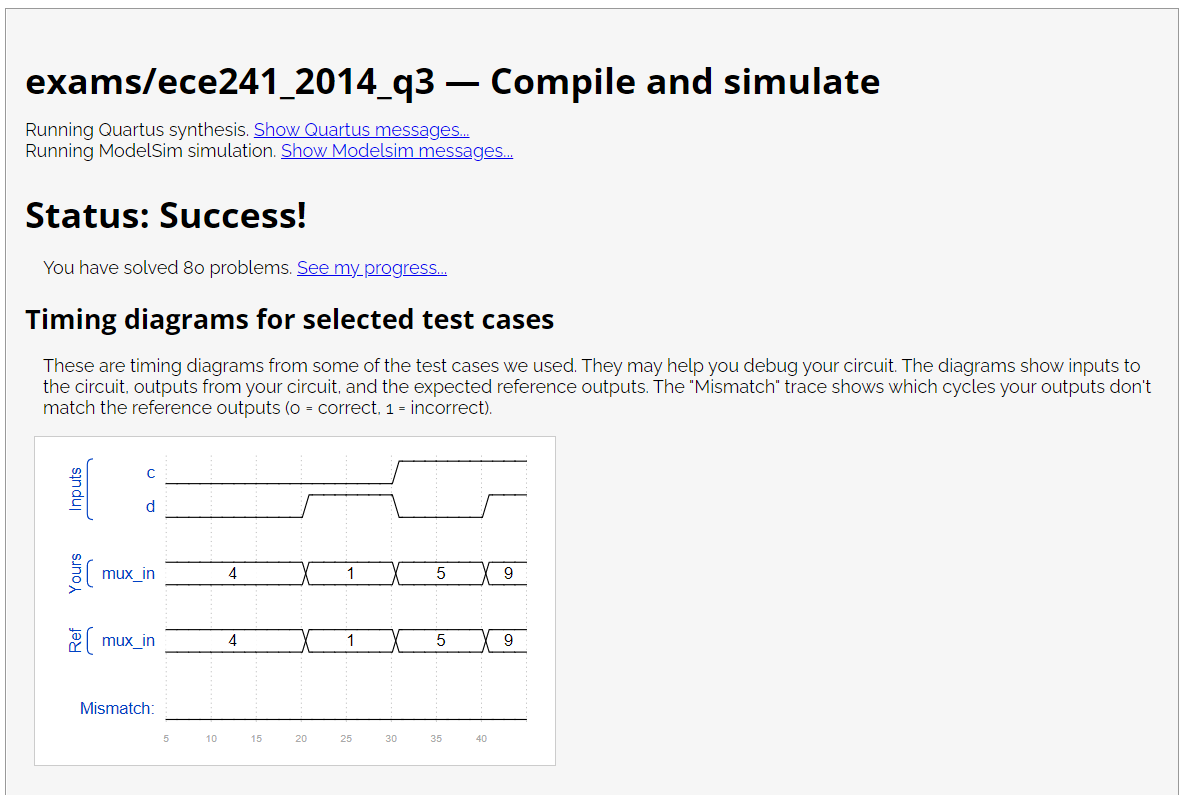 exams/ece241_2014_q3 — Compile and simulate
Running Quartus synthesis. Show Quartus messages...
Running ModelSim simulation. Show Modelsim messages...
Status: Success!
You have solved 80 problems. See my progress...
Timing diagrams for selected test cases
These are timing diagrams from some of the test cases we used. They may help you debug your circuit. The diagrams show inputs to
the circuit, outputs from your circuit, and the expected reference outputs. The "Mismatch" trace shows which cycles your outputs don't
match the reference outputs (0 = correct, 1 = incorrect).
Inputs
c
d
Yours
mux_in 4 1 5 9
Ref
mux_in 4 1 5 9
Mismatch:
5 10 15 20 25 30 35 40